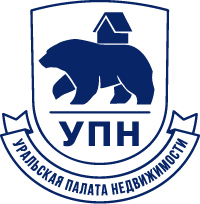 УПН
УРАЛЬСКАЯ ПАЛАТА НЕДВИЖИМОСТИ